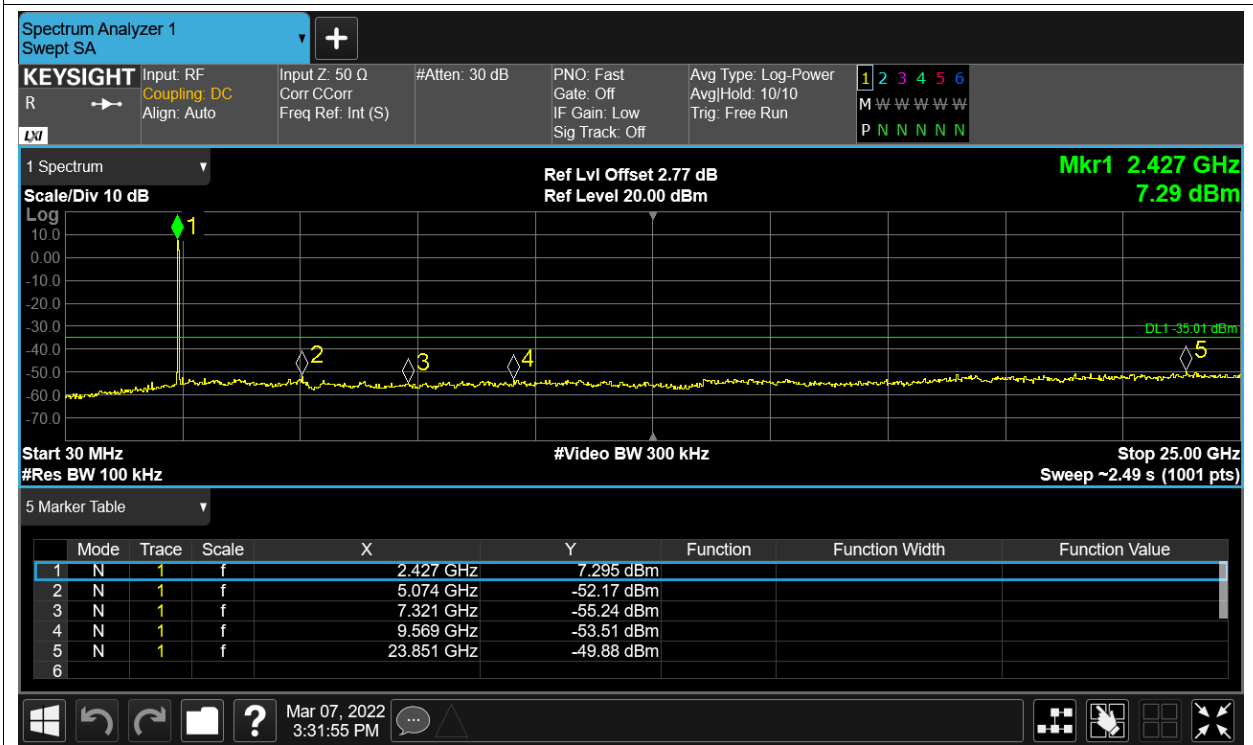 Spectrum Analyzer 1
Swept SA
+
KEYSIGHT
R
LXI
Input: RF
Coupling: DC
Align: Auto
Input Z: 50 Ω
Corr CCorr
Freq Ref: Int (S)
#Atten: 30 dB
PNO: Fast
Gate: Off
IF Gain: Low
Sig Track: Off
Avg Type: Log-Power
Avg|Hold: 10/10
Trig: Free Run
1 2 3 4 5 6
M W W W W W
P N N N N N
1 Spectrum
Scale/Div 10 dB
Ref Lvl Offset 2.77 dB
Ref Level 20.00 dBm
Mkr1 2.427 GHz
7.29 dBm
Log
10.0
0.00
-10.0
-20.0
-30.0
-40.0
-50.0
-60.0
-70.0
1
2
3
4
5
DL1 -35.01 dBm
Start 30 MHz
#Res BW 100 kHz
#Video BW 300 kHz
Stop 25.00 GHz
Sweep ~2.49 s (1001 pts)
5 Marker Table
Mode Trace Scale X Y Function Function Width Function Value
1 N 1 f 2.427 GHz 7.295 dBm
2 N 1 f 5.074 GHz -52.17 dBm
3 N 1 f 7.321 GHz -55.24 dBm
4 N 1 f 9.569 GHz -53.51 dBm
5 N 1 f 23.851 GHz -49.88 dBm
6
?
Mar 07, 2022
3:31:55 PM